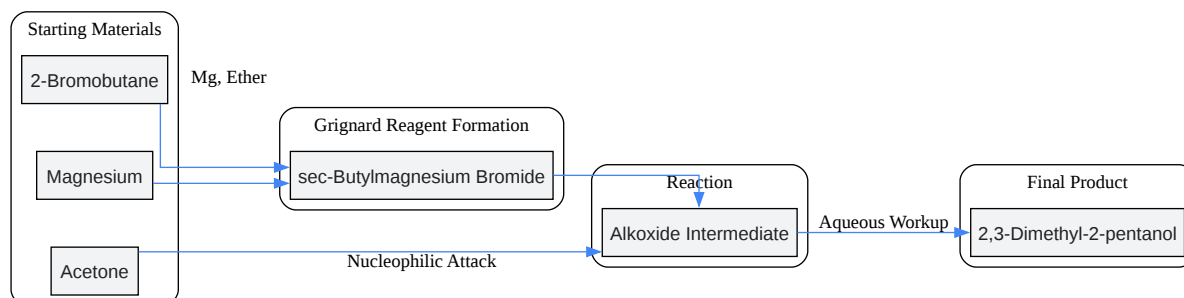 Starting Materials
2-Bromobutane
Mg, Ether
Magnesium
Acetone
Grignard Reagent Formation
sec-Butylmagnesium Bromide
Nucleophilic Attack
Reaction
Alkoxide Intermediate
Aqueous Workup
Final Product
2,3-Dimethyl-2-pentanol